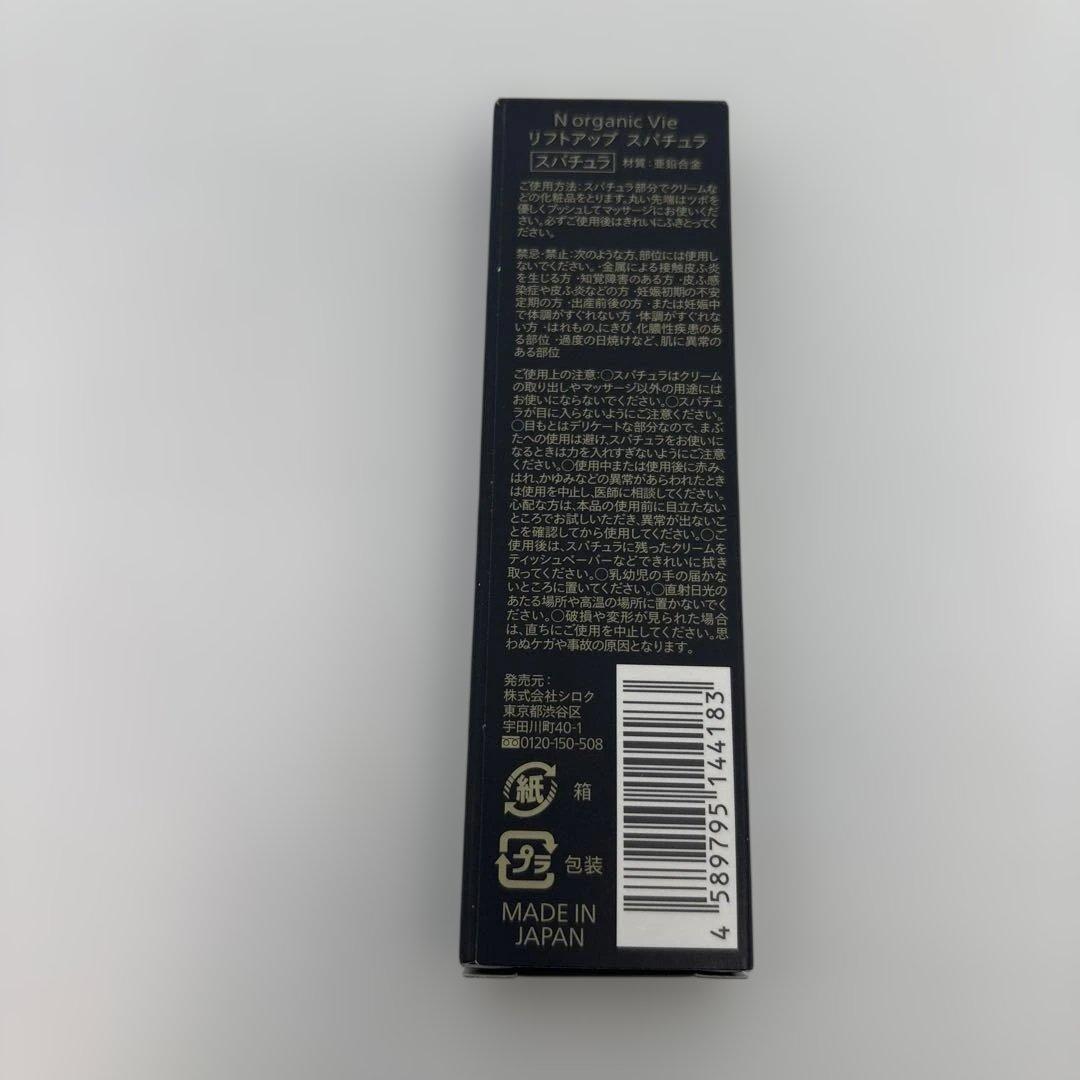 N organic Vie
リフトアップ スパチュラ
スパチュラ 材質：亜鉛合金
ご使用方法：スパチュラ部分でクリームな
どの化粧品をとります。丸い先端はツボを
優しくプッシュしてマッサージにお使いくだ
さい。必ずご使用後はきれいにふきとってく
ださい。
禁忌・禁止：次のような方、部位には使用し
ないでください。・金属による接触皮ふ炎
を生じる方 ・知覚障害のある方 ・皮ふ感
染症や皮ふ炎などの方 ・妊娠初期の不安
定期の方 ・出産前後の方 ・または妊娠中
で体調がすぐれない方 ・体調がすぐれな
い方 ・はれもの、にきび、化膿性疾患のあ
る部位 ・過度の日焼けなど、肌に異常の
ある部位
ご使用上の注意：○スパチュラはクリーム
の取り出しやマッサージ以外の用途には
お使いにならないでください。○スパチュ
ラが目に入らないようにご注意ください。
○目もとはデリケートな部分なので、まぶ
たへの使用は避け、スパチュラをお使いに
なるときは力を入れすぎないようにご注意
ください。○使用中または使用後に赤み、
はれ、かゆみなどの異常があらわれたとき
は使用を中止し、医師に相談してください。
心配な方は、本品の使用前に目立たない
ところでお試しいただき、異常が出ないこ
とを確認してから使用してください。○ご
使用後は、スパチュラに残ったクリームを
ティッシュペーパーなどできれいに拭き
取ってください。○乳幼児の手の届かな
いところに置いてください。○直射日光の
あたる場所や高温の場所に置かないでく
ださい。○破損や変形が見られた場合
は、直ちにご使用を中止してください。思
わぬケガや事故の原因となります。
発売元：
株式会社シロク
東京都渋谷区
宇田川町40-1
0120-150-508
紙 箱
プラ 包装
MADE IN
JAPAN
4 589795 144183